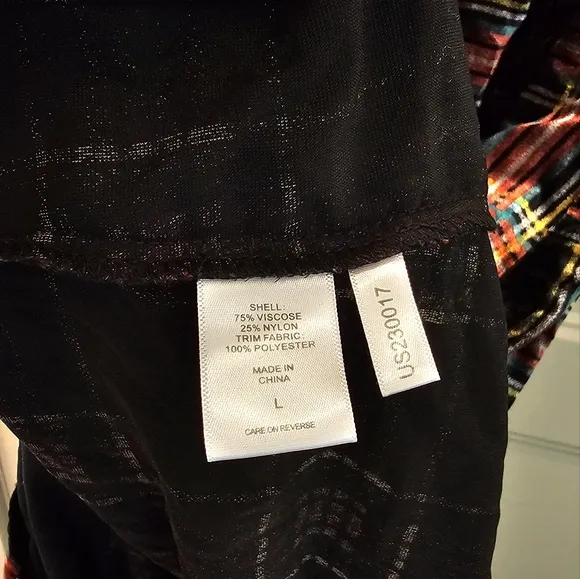 SHELL:
75% VISCOSE
25% NYLON
TRIM FABRIC:
100% POLYESTER
MADE IN
CHINA
L
CARE ON REVERSE
US230017